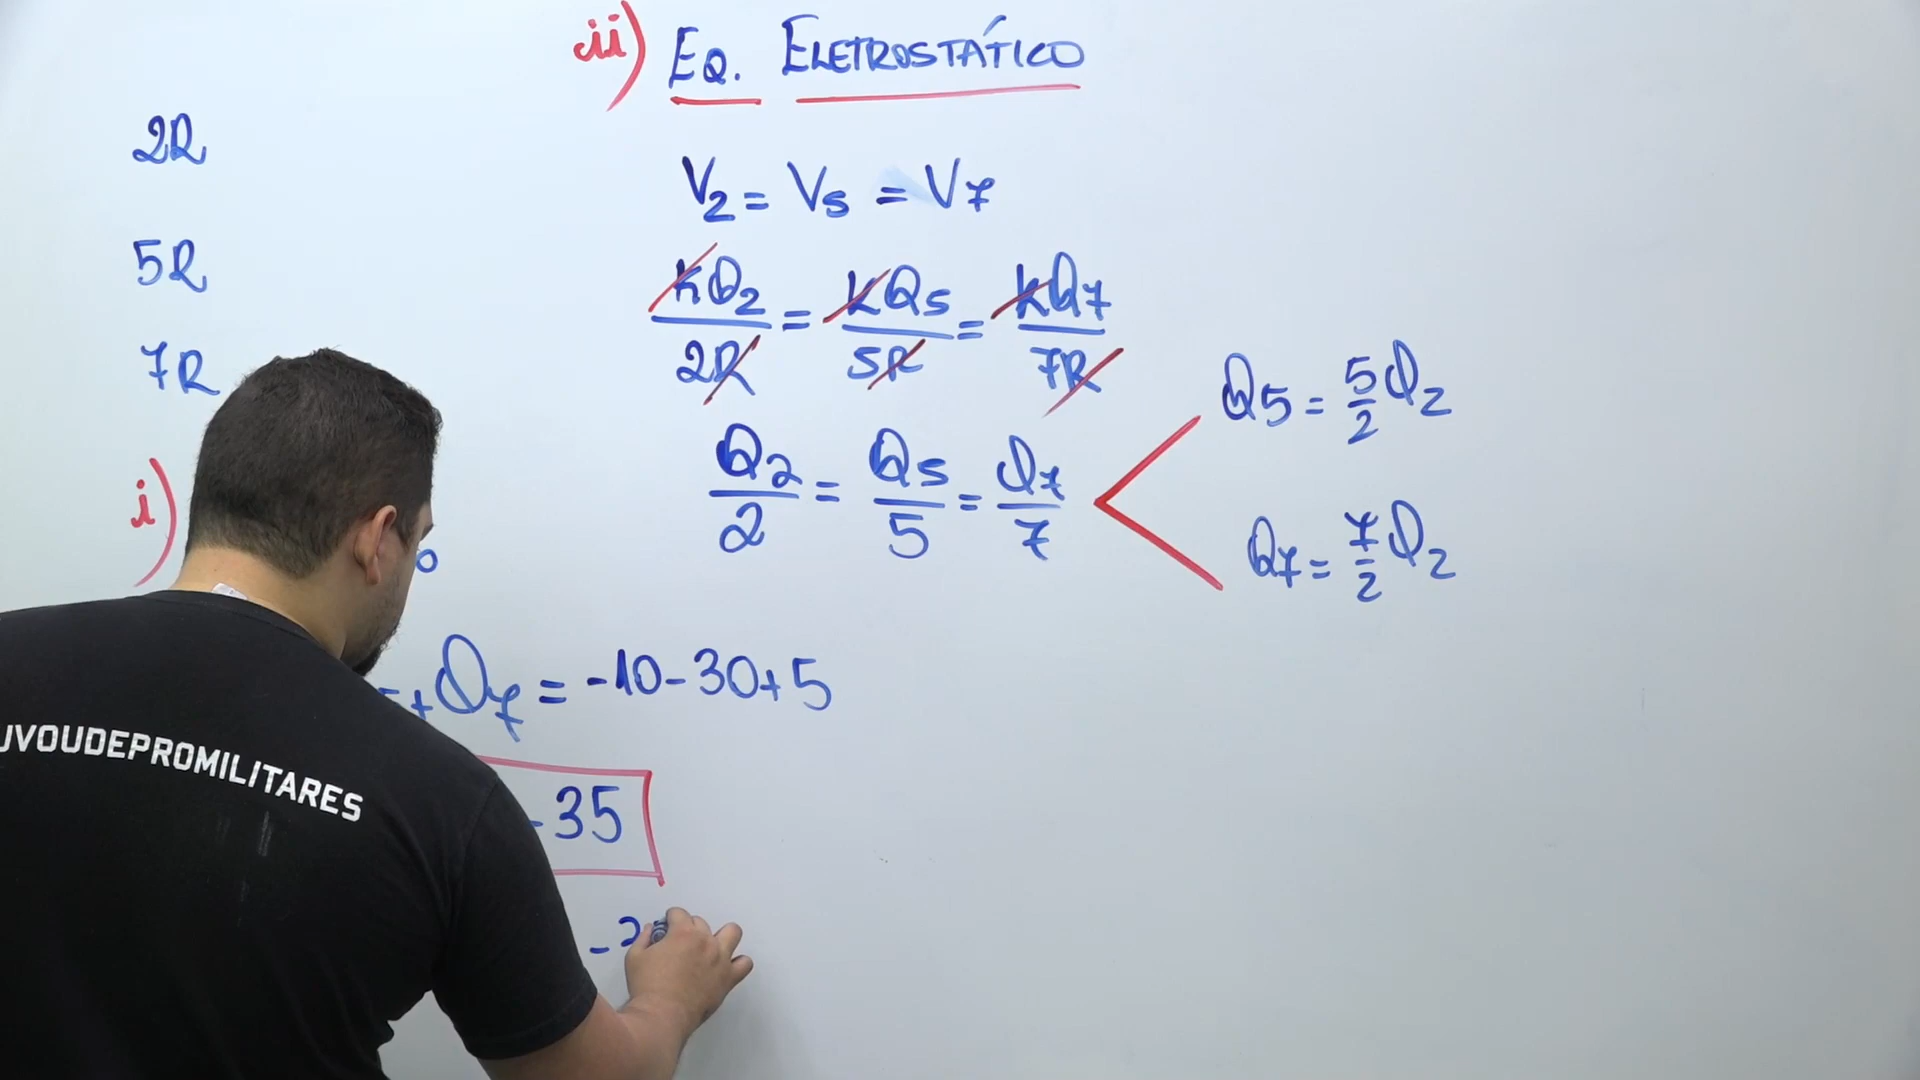 ii) EQ. ELETROSTÁTICO
2R
5R
7R
V2 = V5 = V7
kQ2/2R = kQ5/5R = kQ7/7R
Q2/2 = Q5/5 = Q7/7
Q5 = 5/2 Q2
Q7 = 7/2 Q2
i)
+ Q7 = -10 - 30 + 5
- 35
UVOUDEPROMILITARES